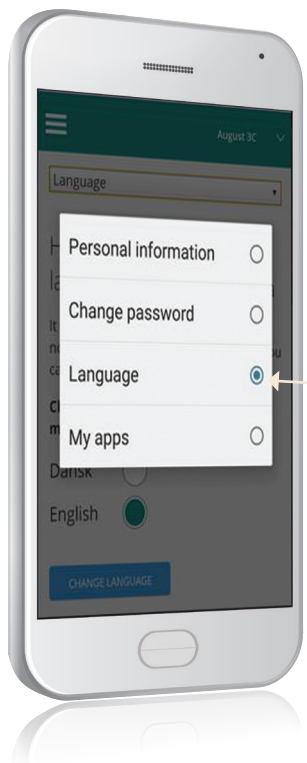 August 3C
Language
Personal information
Change password
Language
My apps
Dansk
English
CHANGE LANGUAGE